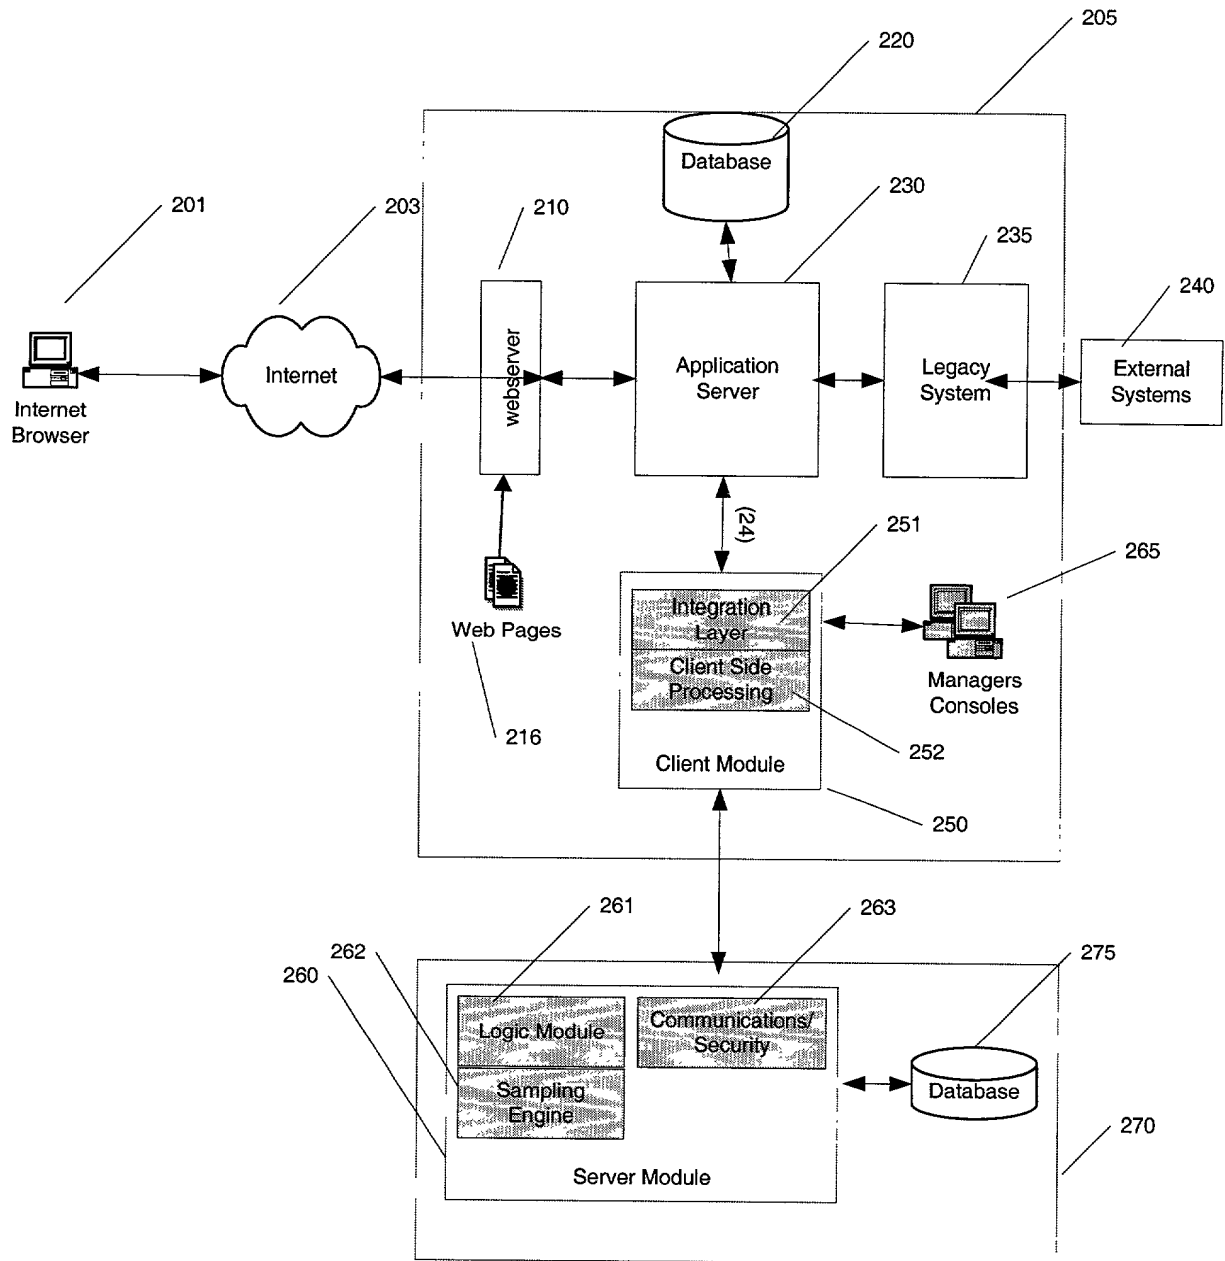 205
220
Database
201
203
210
230
235
240
Internet
Browser
Internet
webserver
Application
Server
Legacy
System
External
Systems
(24)
251
265
Web Pages
216
Integration
Layer
Client Side
Processing
252
Client Module
250
Managers
Consoles
261
263
262
260
275
Logic Module
Communications/
Security
Sampling
Engine
Database
Server Module
270